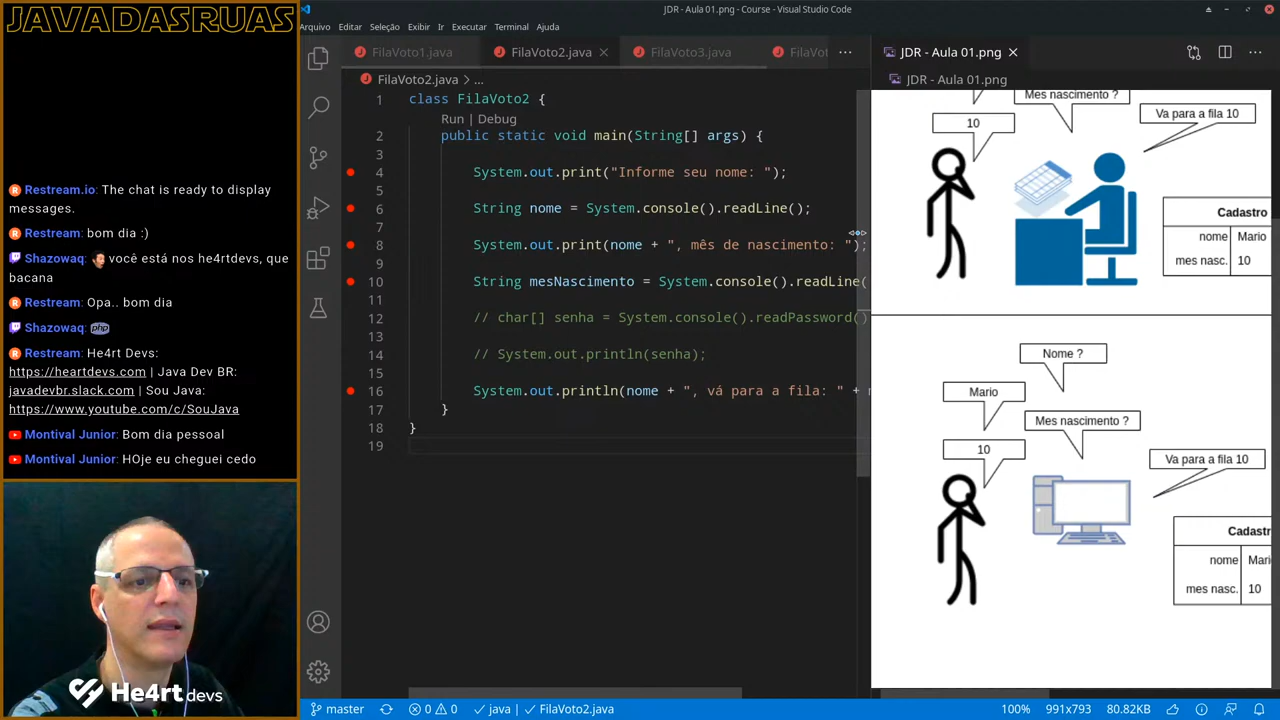 JAVADASRUAS
Restream.io: The chat is ready to display
messages.
Restream: bom dia :)
Shazowaq: você está nos he4rtdevs, que
bacana
Restream: Opa.. bom dia
Shazowaq: php
Restream: He4rt Devs:
https://heartdevs.com | Java Dev BR:
javadevbr.slack.com | Sou Java:
https://www.youtube.com/c/SouJava
Montival Junior: Bom dia pessoal
Montival Junior: HOje eu cheguei cedo
He4rt devs
JDR - Aula 01.png - Course - Visual Studio Code
Arquivo Editar Seleção Exibir Ir Executar Terminal Ajuda
FilaVoto1.java FilaVoto2.java FilaVoto3.java FilaVot
FilaVoto2.java > ...
1 class FilaVoto2 {
Run | Debug
2 public static void main(String[] args) {
3
4 System.out.print("Informe seu nome: ");
5
6 String nome = System.console().readLine();
7
8 System.out.print(nome + ", mês de nascimento: ");
9
10 String mesNascimento = System.console().readLine(
11
12 // char[] senha = System.console().readPassword()
13
14 // System.out.println(senha);
15
16 System.out.println(nome + ", vá para a fila: " +
17 }
18 }
19
JDR - Aula 01.png
JDR - Aula 01.png
Mes nascimento ?
10
Va para a fila 10
Cadastro
nome Mario
mes nasc. 10
Nome ?
Mario
Mes nascimento ?
10
Va para a fila 10
Cadastr
nome Mari
mes nasc. 10
master 0 0 java FilaVoto2.java 100% 991x793 80.82KB